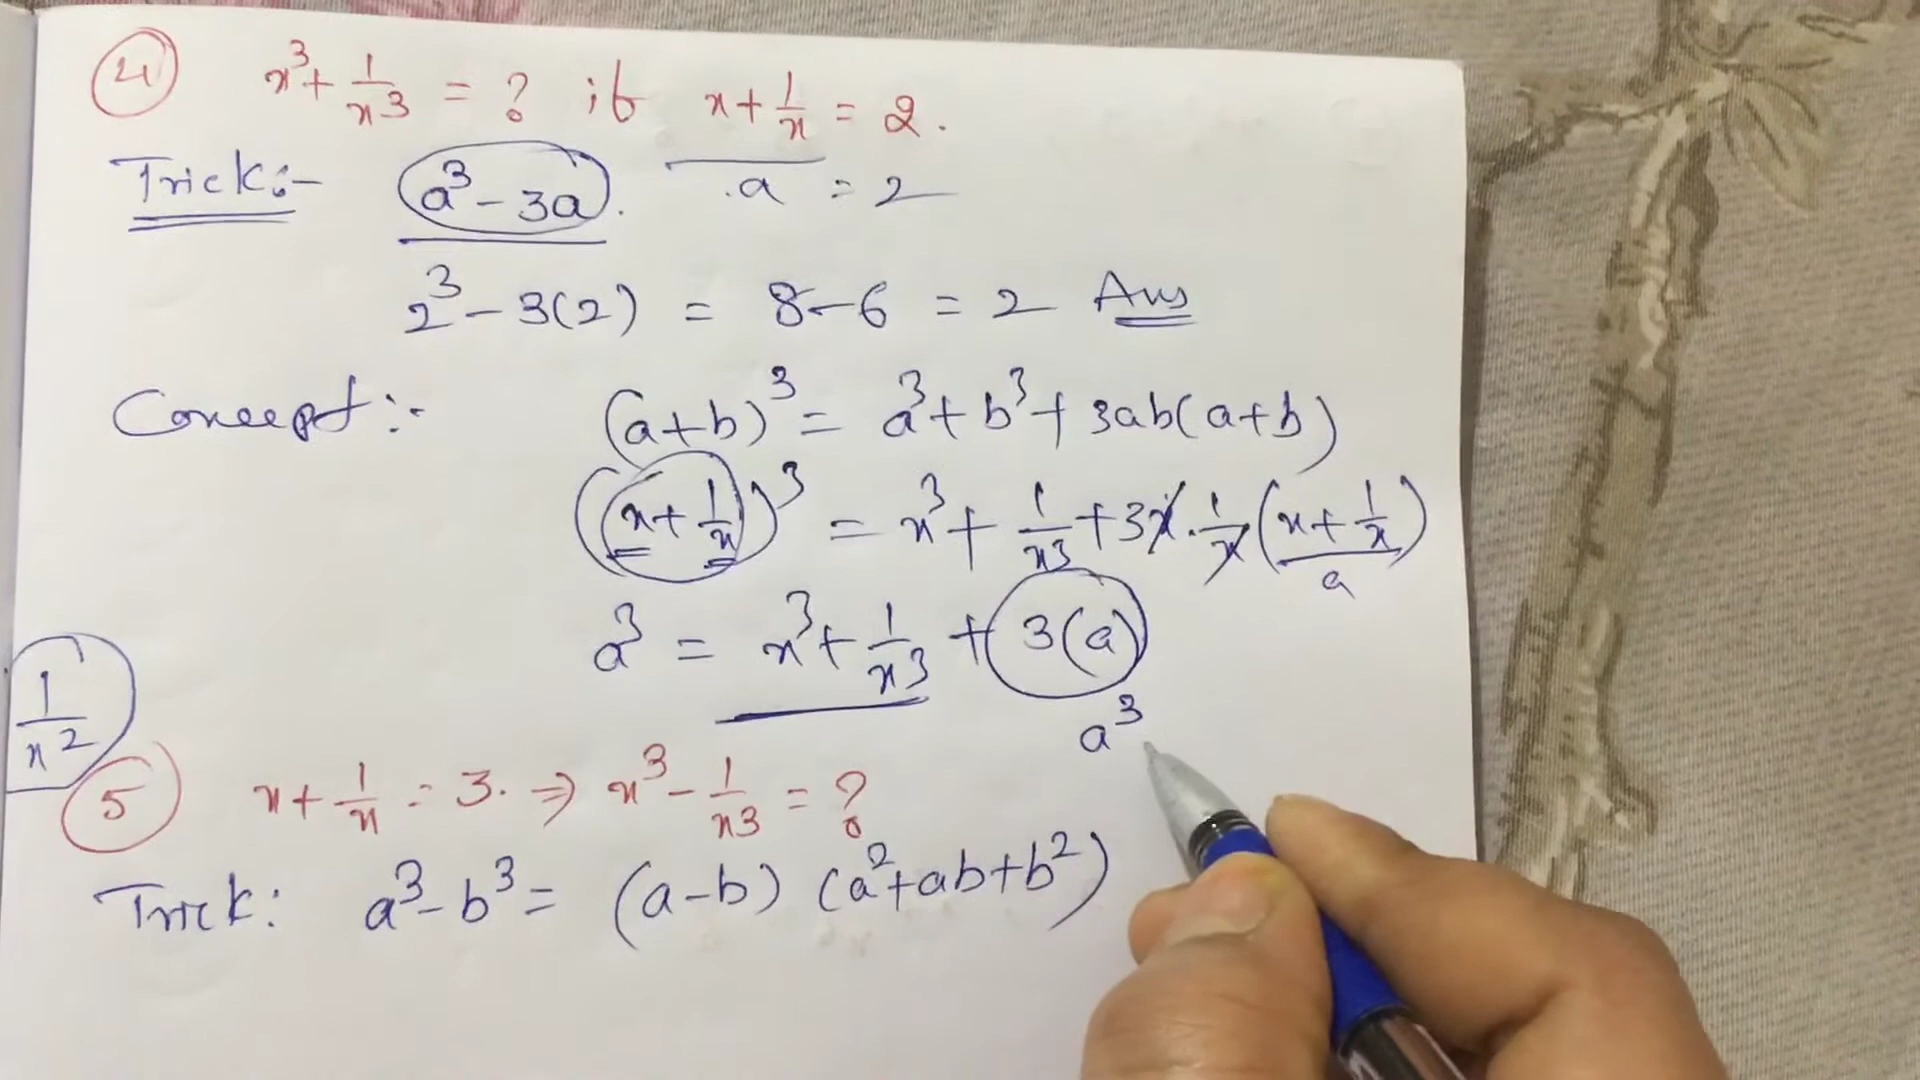 4 x³ + 1/x³ = ? if x + 1/x = 2.
Trick:- a³ - 3a. a = 2
2³ - 3(2) = 8 - 6 = 2 Ans
Concept:- (a+b)³ = a³ + b³ + 3ab(a+b)
(x + 1/x)³ = x³ + 1/x³ + 3x · 1/x (x + 1/x)
a
a³ = x³ + 1/x³ + 3(a)
a³
1/x²
5 x + 1/x = 3. ⇒ x³ - 1/x³ = ?
Trick: a³ - b³ = (a-b) (a² + ab + b²)